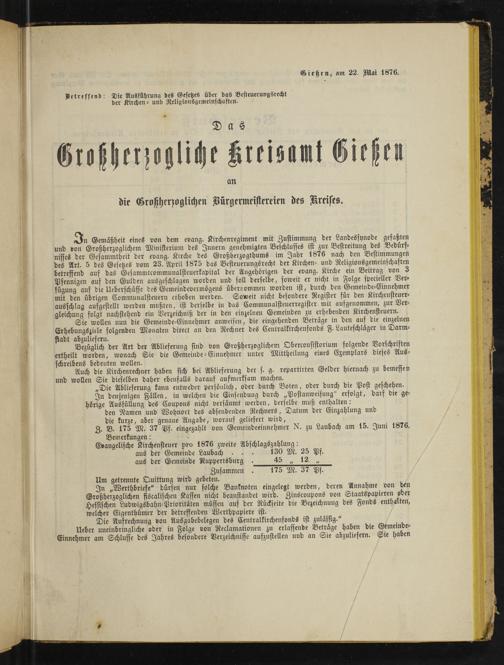 Gießen, am 22. Mai 1876.
Betreffend: Die Ausführung des Gesetzes über das Besteuerungsrecht
der Kirchen- und Religionsgemeinschaften.
Das
Großherzogliche Kreisamt Gießen
an
die Großherzoglichen Bürgermeistereien des Kreises.
In Gemäßheit eines von dem evang. Kirchenregiment mit Zustimmung der Landessynode gefaßten
und von Großherzoglichem Ministerium des Innern genehmigten Beschlusses ist zur Bestreitung des Bedürf-
nisses der Gesammtheit der evang. Kirche des Großherzogthums im Jahr 1876 nach den Bestimmungen
des Art. 5 des Gesetzes vom 23. April 1875 das Besteuerungsrecht der Kirchen- und Religionsgemeinschaften
betreffend auf das Gesammtcommunalsteuerkapital der Angehörigen der evang. Kirche ein Beitrag von 3
Pfennigen auf den Gulden ausgeschlagen worden und soll derselbe, soweit er nicht in Folge specieller Ver-
fügung auf die Ueberschüsse des Gemeindevermögens übernommen worden ist, durch den Gemeinde-Einnehmer
mit den übrigen Communalsteuern erhoben werden. Soweit nicht besondere Register für den Kirchensteuer-
ausschlag aufgestellt worden sind, ist derselbe in das Communalsteuerregister mit aufgenommen, zur Ver-
gleichung folgt nachstehend ein Verzeichniß der in den einzelnen Gemeinden zu erhebenden Kirchensteuern.
Sie wollen nun die Gemeinde-Einnehmer anweisen, die eingehenden Beträge in den auf die einzelnen
Erhebungsziele folgenden Monaten direct an den Rechner des Centralkirchenfonds F. Lautenschläger in Darm-
stadt abzuliefern.
Bezüglich der Art der Ablieferung sind von Großherzoglichem Oberconsistorium folgende Vorschriften
ertheilt worden, wonach Sie die Gemeinde-Einnehmer unter Mittheilung eines Exemplars dieses Aus-
schreibens bedeuten wollen.
Auch die Kirchenrechner haben sich bei Ablieferung der s. g. repartirten Gelder hiernach zu bemessen
und wollen Sie dieselben daher ebenfalls darauf aufmerksam machen.
„Die Ablieferung kann entweder persönlich, oder durch Boten, oder durch die Post geschehen.
In denjenigen Fällen, in welchen die Einsendung durch „Postanweisung" erfolgt, darf die ge-
hörige Ausfüllung des Coupons nicht versäumt werden, derselbe muß enthalten:
den Namen und Wohnort des absendenden Rechners, Datum der Einzahlung und
die kurze, aber genaue Angabe, worauf geliefert wird,
Z. B. 175 M. 37 Pf. eingezahlt von Gemeindeeinnehmer N. zu Laubach am 15. Juni 1876.
Bemerkungen:
Evangelische Kirchensteuer pro 1876 zweite Abschlagszahlung:
aus der Gemeinde Laubach . . . 130 M. 25 Pf.
aus der Gemeinde Ruppertsburg . 45 „ 12 „
Zusammen . 175 M. 37 Pf.
Um getrennte Quittung wird gebeten.
In „Werthbriefe" dürfen nur solche Banknoten eingelegt werden, deren Annahme von den
Großherzoglichen fiscalischen Kassen nicht beanstandet wird. Zinscoupons von Staatspapieren oder
Hessischen Ludwigsbahn-Prioritäten müssen auf der Rückseite die Bezeichnung des Fonds enthalten,
welcher Eigenthümer der betreffenden Werthpapiere ist.
Die Aufrechnung von Ausgabebelegen des Centralkirchenfonds ist zulässig."
Ueber uneinbringliche oder in Folge von Reclamationen zu erlassende Beträge haben die Gemeinde-
Einnehmer am Schlusse des Jahres besondere Verzeichnisse aufzustellen und an Sie abzuliefern. Sie haben